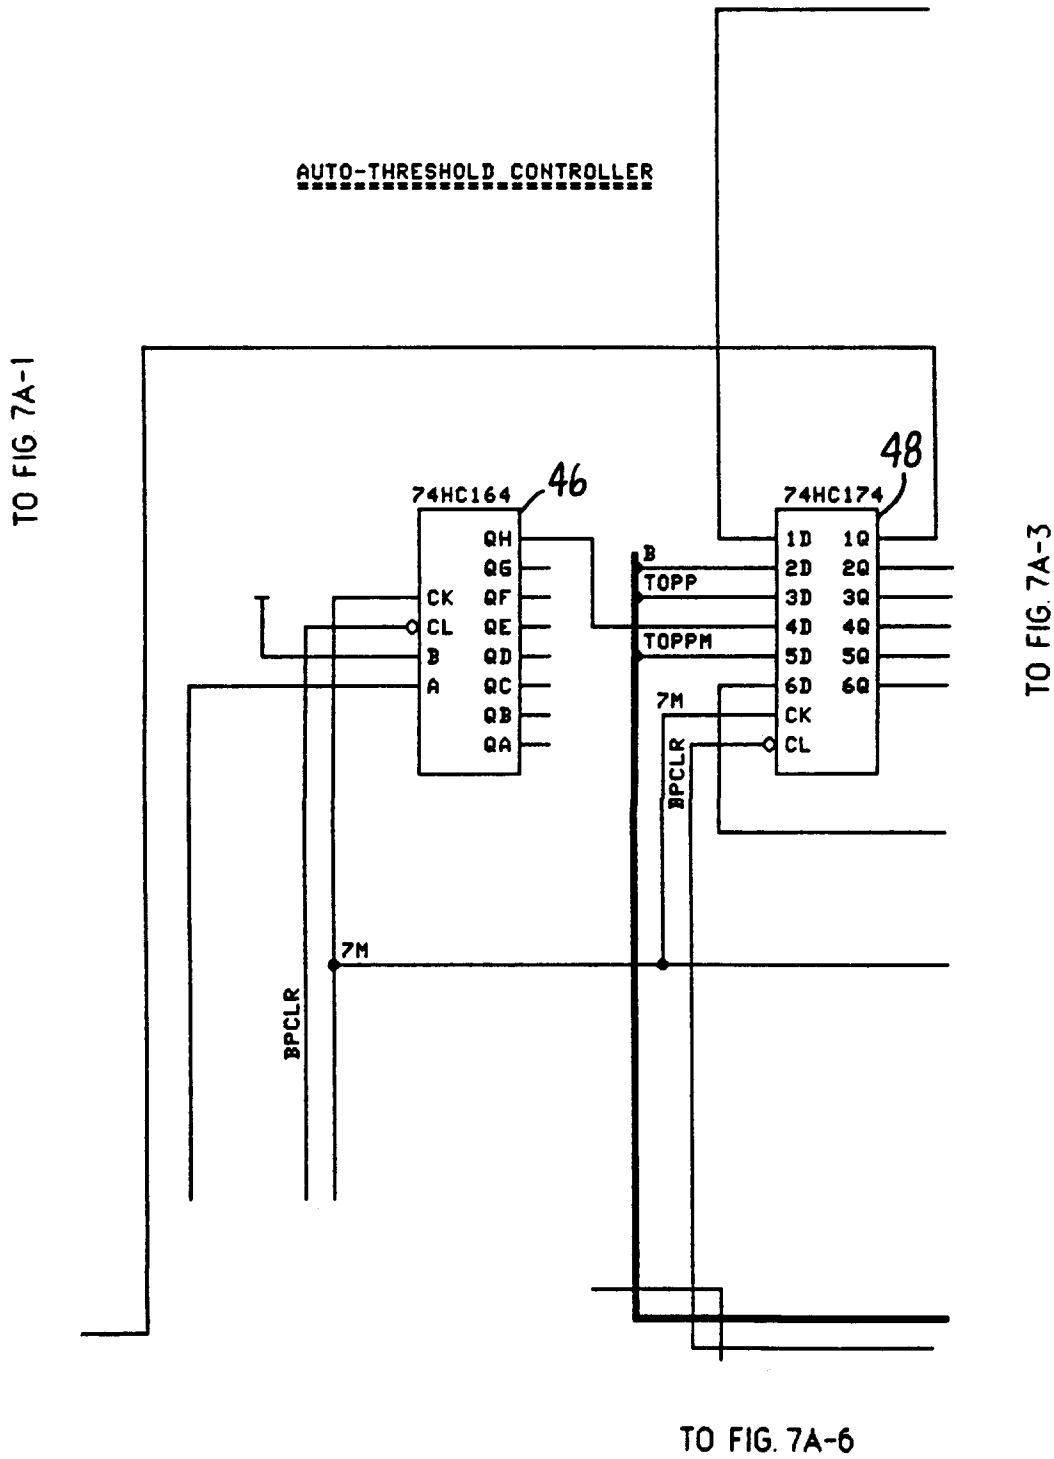 AUTO-THRESHOLD CONTROLLER
TO FIG. 7A-1
TO FIG. 7A-3
74HC164
46
CK
CL
B
A
QH
QG
QF
QE
QD
QC
QB
QA
74HC174
48
1D
2D
3D
4D
5D
6D
CK
CL
1Q
2Q
3Q
4Q
5Q
6Q
B
TOPP
TOPPM
7M
BPCLR
7M
BPCLR
TO FIG. 7A-6